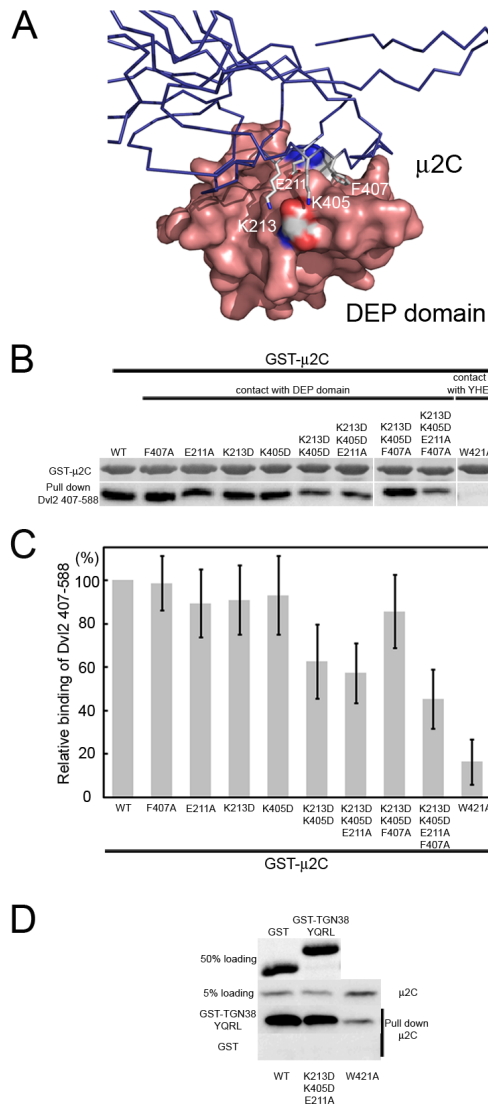 A
μ2C
E211
F407
K405
K213
DEP domain
B
GST-μ2C
contact with DEP domain
contact
with YHEL
WT
F407A
E211A
K213D
K405D
K213D
K405D
K213D
K405D
E211A
K213D
K405D
F407A
K213D
K405D
E211A
F407A
W421A
GST-μ2C
Pull down
Dvl2 407-588
C
(%)
Relative binding of Dvl2 407-588
100
80
60
40
20
0
WT
F407A
E211A
K213D
K405D
K213D
K405D
K213D
K405D
E211A
K213D
K405D
F407A
K213D
K405D
E211A
F407A
W421A
GST-μ2C
D
GST
GST-TGN38
YQRL
50% loading
5% loading
μ2C
GST-TGN38
YQRL
Pull down
μ2C
GST
WT
K213D
K405D
E211A
W421A